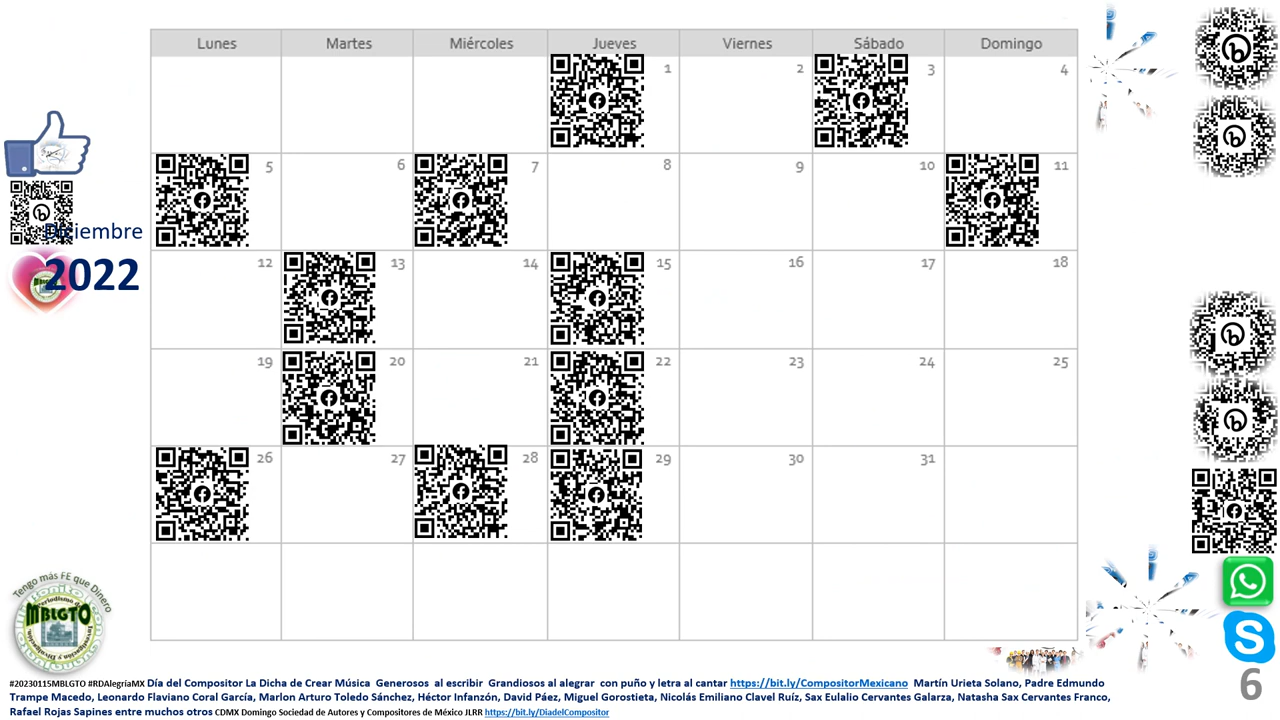 Lunes Martes Miércoles Jueves Viernes Sábado Domingo
1 2 3 4
5 6 7 8 9 10 11
Diciembre
2022
12 13 14 15 16 17 18
19 20 21 22 23 24 25
26 27 28 29 30 31
Tengo más FE que Dinero
MBLGTO
Periodismo de
Investigación y Divulgación
6
#20230115MBLGTO #RDAlegríaMX Día del Compositor La Dicha de Crear Música Generosos al escribir Grandiosos al alegrar con puño y letra al cantar https://bit.ly/CompositorMexicano Martín Urieta Solano, Padre Edmundo
Trampe Macedo, Leonardo Flaviano Coral García, Marlon Arturo Toledo Sánchez, Héctor Infanzón, David Páez, Miguel Gorostieta, Nicolás Emiliano Clavel Ruíz, Sax Eulalio Cervantes Galarza, Natasha Sax Cervantes Franco,
Rafael Rojas Sapines entre muchos otros CDMX Domingo Sociedad de Autores y Compositores de México JLRR https://bit.ly/DiadelCompositor